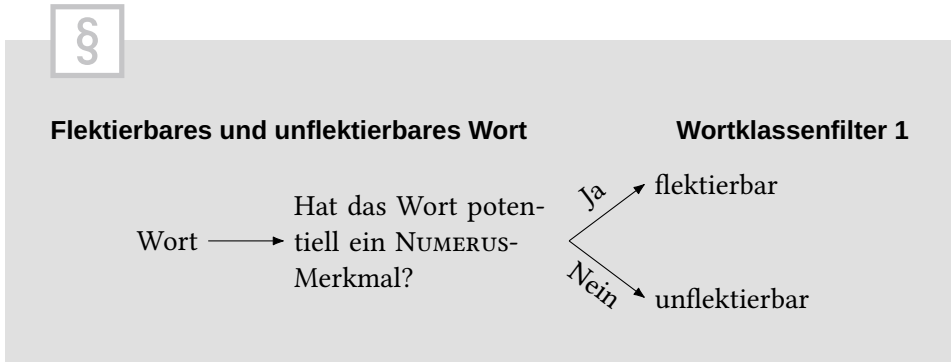 §
Flektierbares und unflektierbares Wort
Wortklassenfilter 1
Wort
Hat das Wort poten-
tiell ein NUMERUS-
Merkmal?
Ja
flektierbar
Nein
unflektierbar